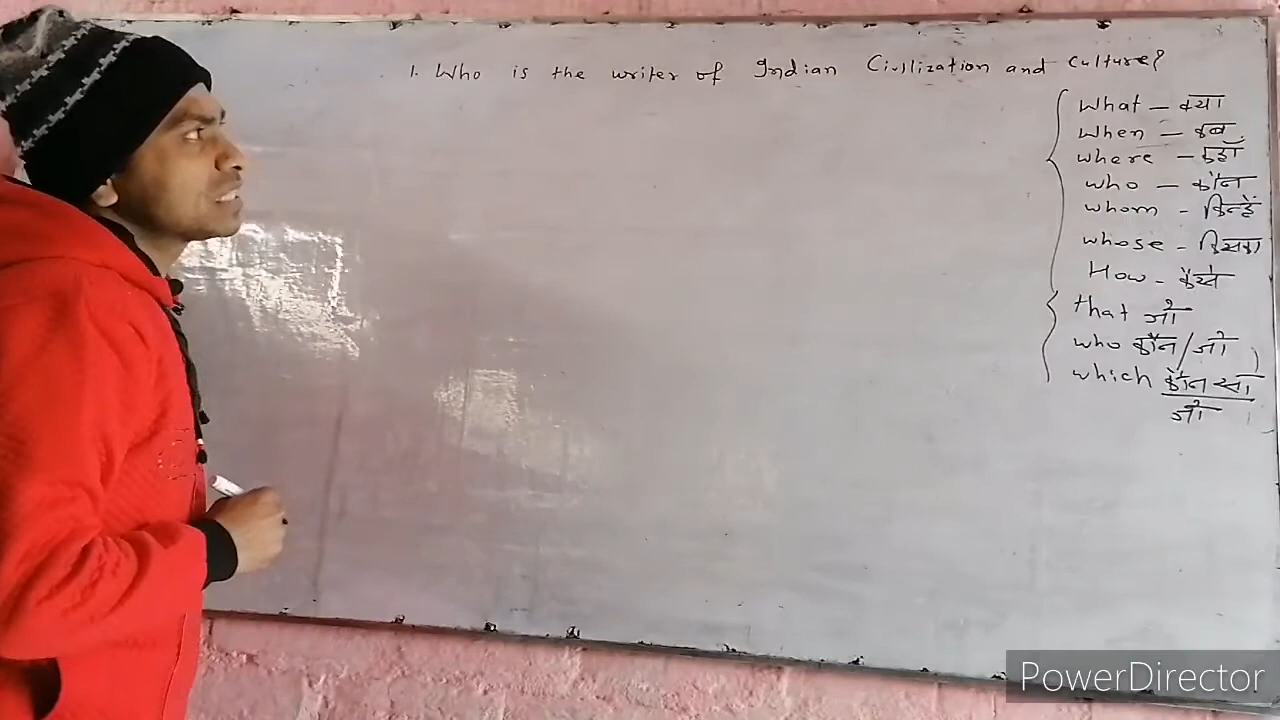 1. Who is the writer of Indian Civilization and Culture?
What – क्या
When – कब
Where – कहाँ
Who – कौन
Whom - किन्हें
Whose - किसका
How - कैसे
that जो
who कौन/जो
which कौन सा
जो
PowerDirector